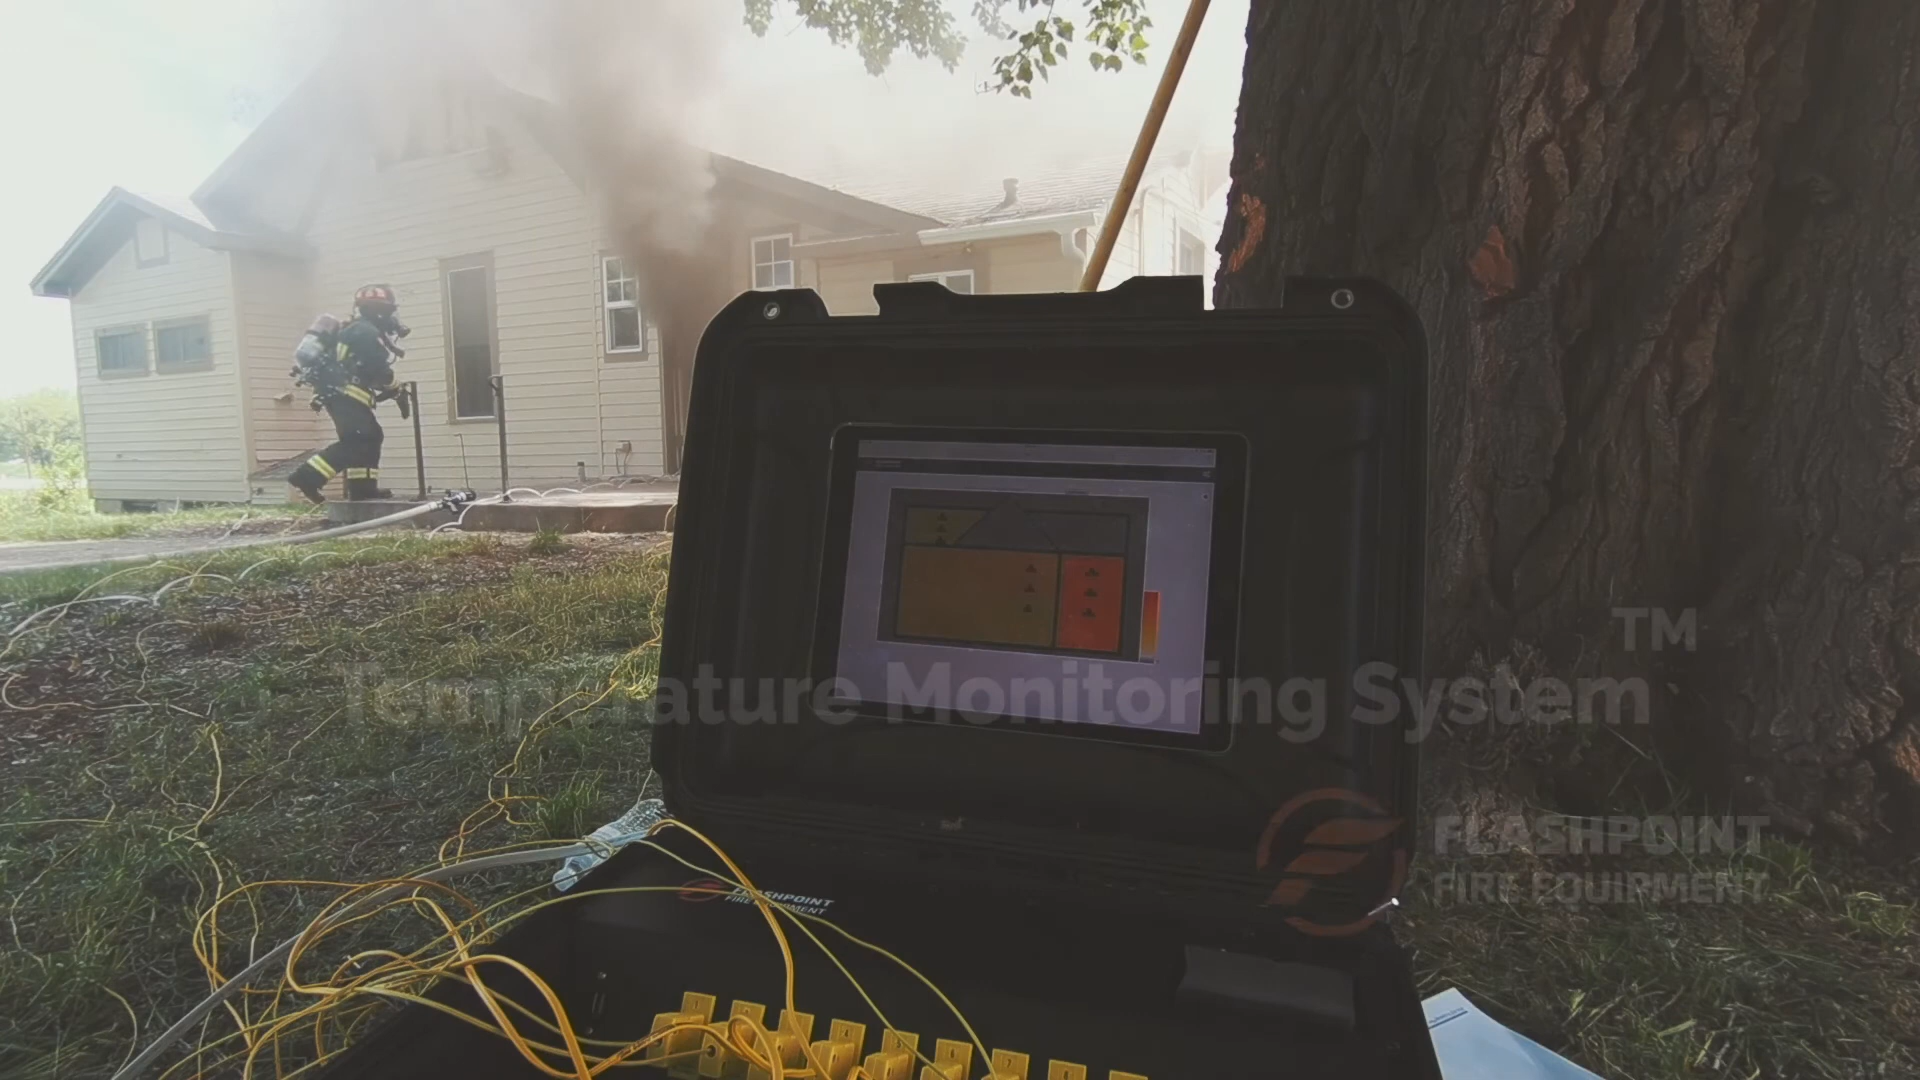 Temperature Monitoring System
TM
FLASHPOINT
FIRE EQUIPMENT
FLASHPOINT
FIRE EQUIPMENT